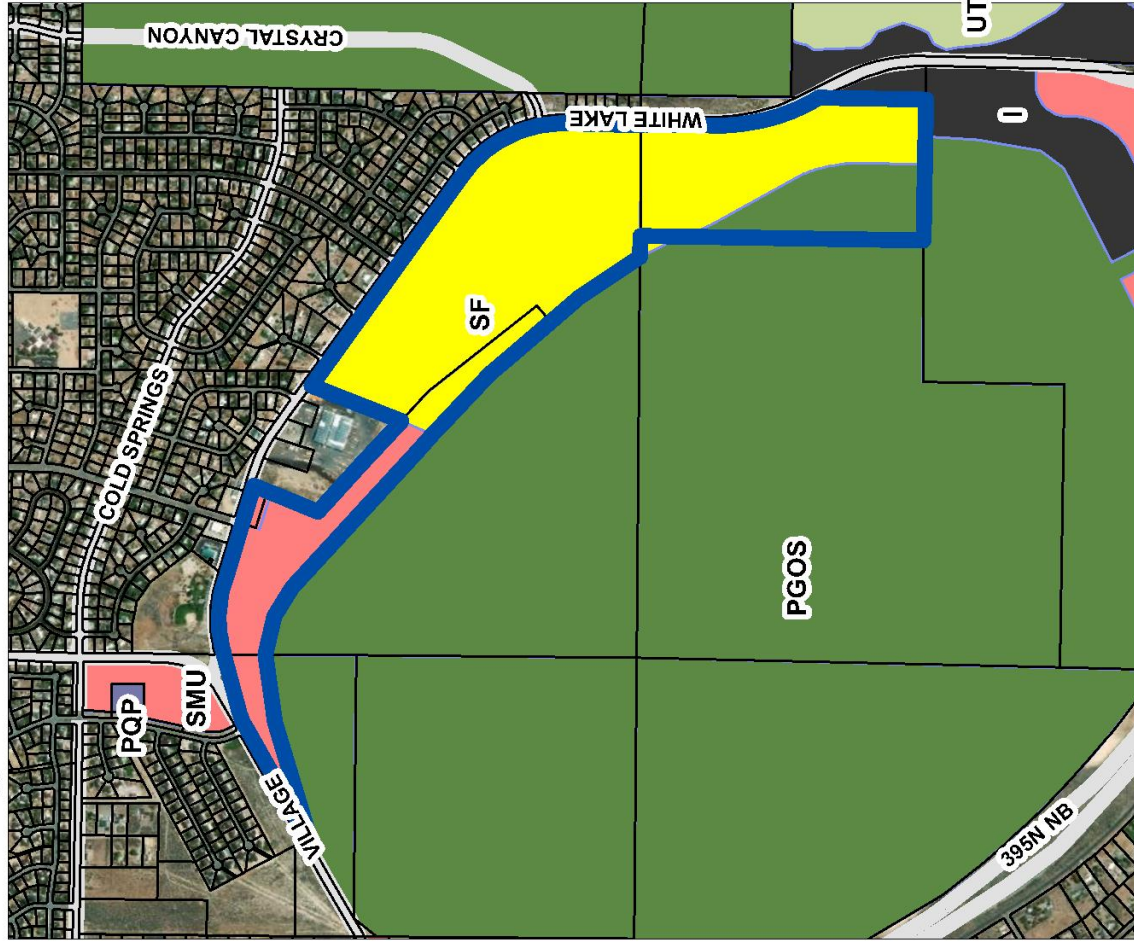 CRYSTAL CANYON
UT
WHITE LAKE
I
COLD SPRINGS
SF
PGOS
PQP
SMU
VILLAGE
395N NB